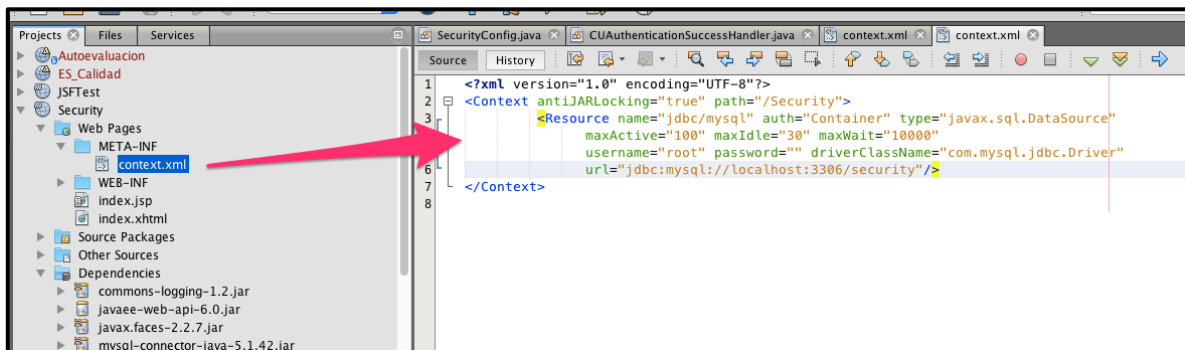 Projects Files Services
Autoevaluacion
ES_Calidad
JSFTest
Security
Web Pages
META-INF
context.xml
WEB-INF
index.jsp
index.xhtml
Source Packages
Other Sources
Dependencies
commons-logging-1.2.jar
javaee-web-api-6.0.jar
javax.faces-2.2.7.jar
mysql-connector-java-5.1.42.jar
SecurityConfig.java CUAuthenticationSuccessHandler.java context.xml context.xml
Source History
1 <?xml version="1.0" encoding="UTF-8"?>
2 <Context antiJARLocking="true" path="/Security">
3 <Resource name="jdbc/mysql" auth="Container" type="javax.sql.DataSource"
maxActive="100" maxIdle="30" maxWait="10000"
username="root" password="" driverClassName="com.mysql.jdbc.Driver"
6 url="jdbc:mysql://localhost:3306/security"/>
7 </Context>
8